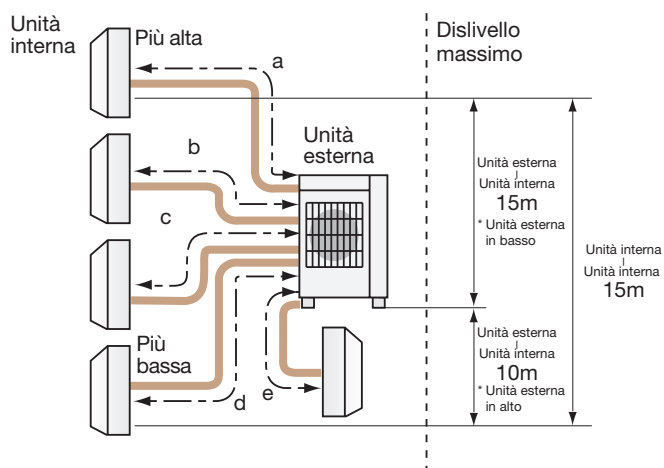 Unità
interna
Più alta
a
b
c
Più
bassa
d
e
Unità
esterna
Dislivello
massimo
Unità esterna
Unità interna
15m
* Unità esterna
in basso
Unità esterna
Unità interna
10m
* Unità esterna
in alto
Unità interna
Unità interna
15m